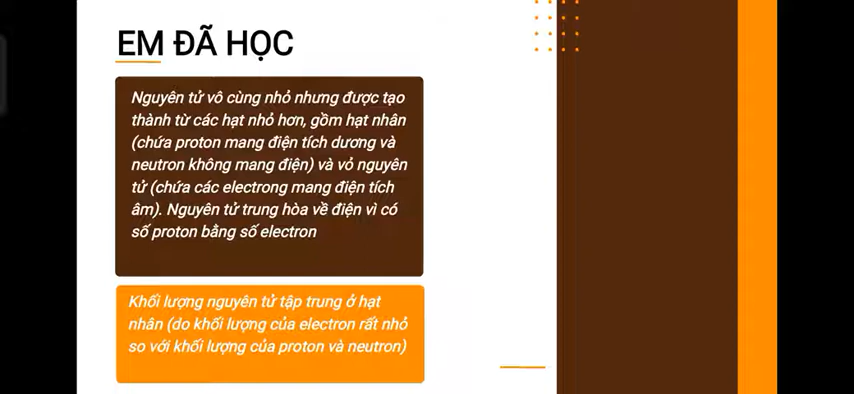 EM ĐÃ HỌC
Nguyên tử vô cùng nhỏ nhưng được tạo
thành từ các hạt nhỏ hơn, gồm hạt nhân
(chứa proton mang điện tích dương và
neutron không mang điện) và vỏ nguyên
tử (chứa các electrong mang điện tích
âm). Nguyên tử trung hòa về điện vì có
số proton bằng số electron
Khối lượng nguyên tử tập trung ở hạt
nhân (do khối lượng của electron rất nhỏ
so với khối lượng của proton và neutron)